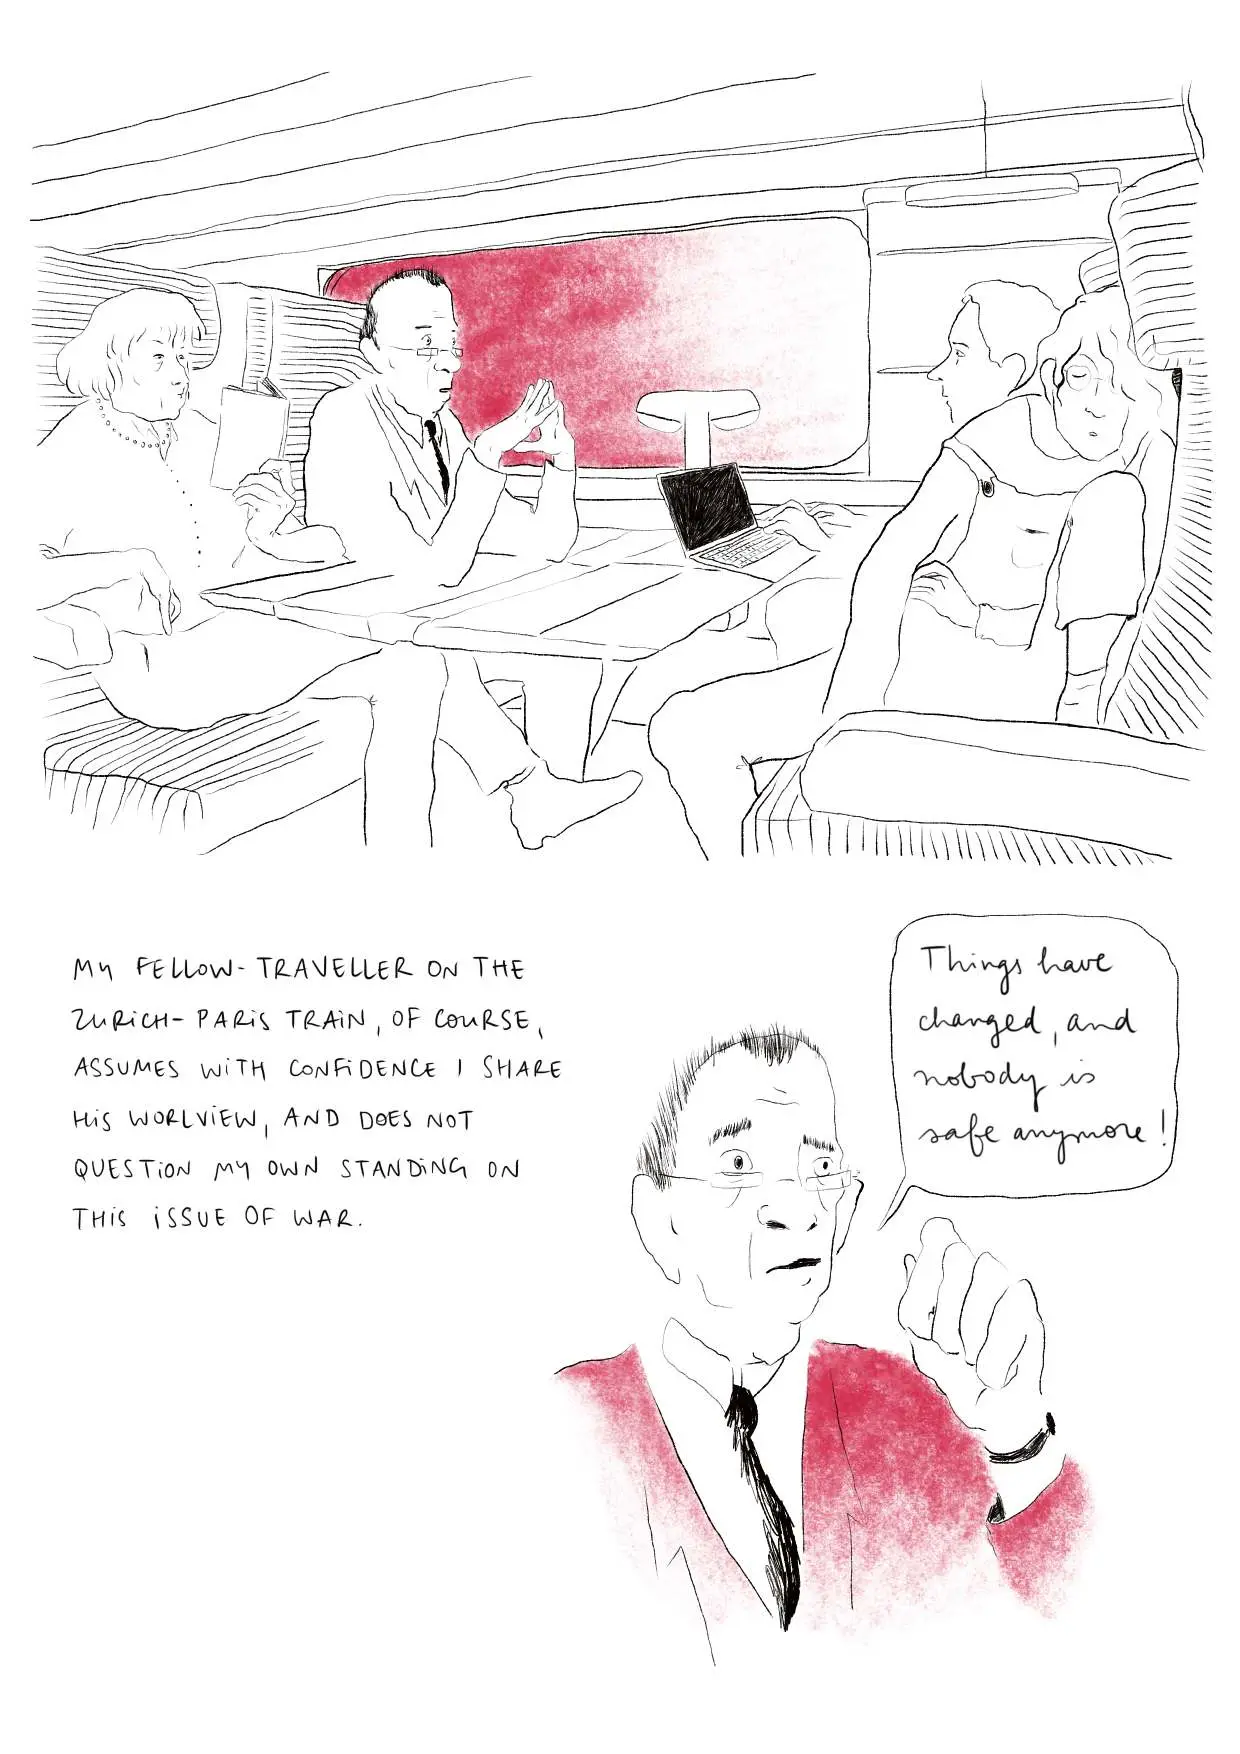 MY FELLOW-TRAVELLER ON THE
ZURICH-PARIS TRAIN, OF COURSE,
ASSUMES WITH CONFIDENCE I SHARE
HIS WORLVIEW, AND DOES NOT
QUESTION MY OWN STANDING ON
THIS ISSUE OF WAR.
Things have
changed, and
nobody is
safe anymore!